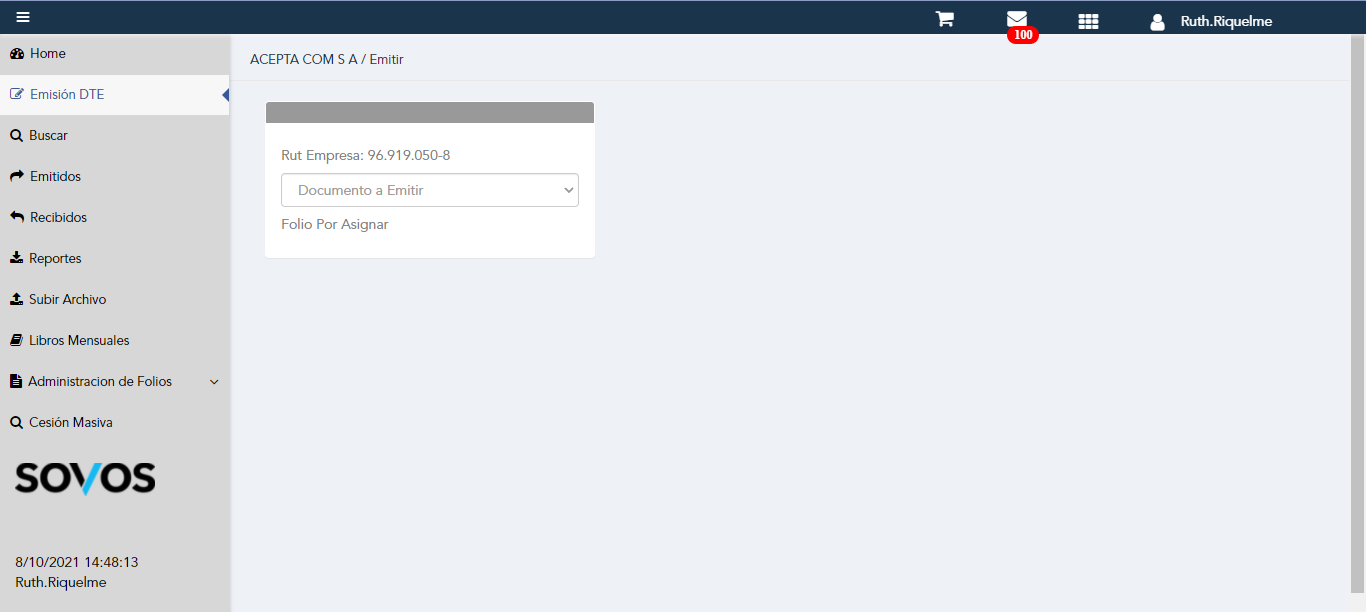 Ruth.Riquelme
100
Home
Emisión DTE
Buscar
Emitidos
Recibidos
Reportes
Subir Archivo
Libros Mensuales
Administracion de Folios
Cesión Masiva
SOVOS
8/10/2021 14:48:13
Ruth.Riquelme
ACEPTA COM S A / Emitir
Rut Empresa: 96.919.050-8
Documento a Emitir
Folio Por Asignar